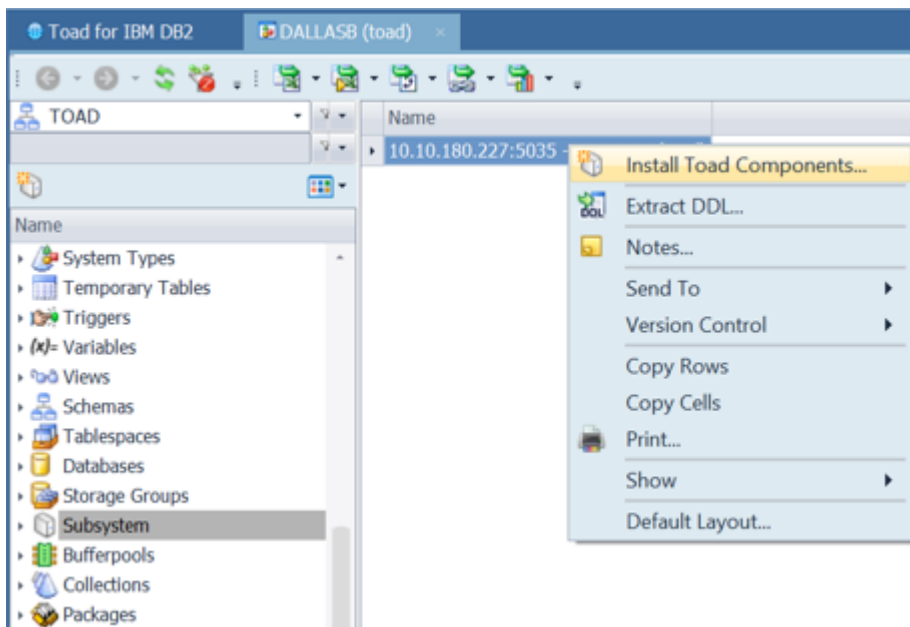 Toad for IBM DB2
DALLASB (toad)
TOAD
Name
System Types
Temporary Tables
Triggers
(x)= Variables
Views
Schemas
Tablespaces
Databases
Storage Groups
Subsystem
Bufferpools
Collections
Packages
Name
10.10.180.227:5035 -
Install Toad Components...
DDL
Extract DDL...
Notes...
Send To
Version Control
Copy Rows
Copy Cells
Print...
Show
Default Layout...